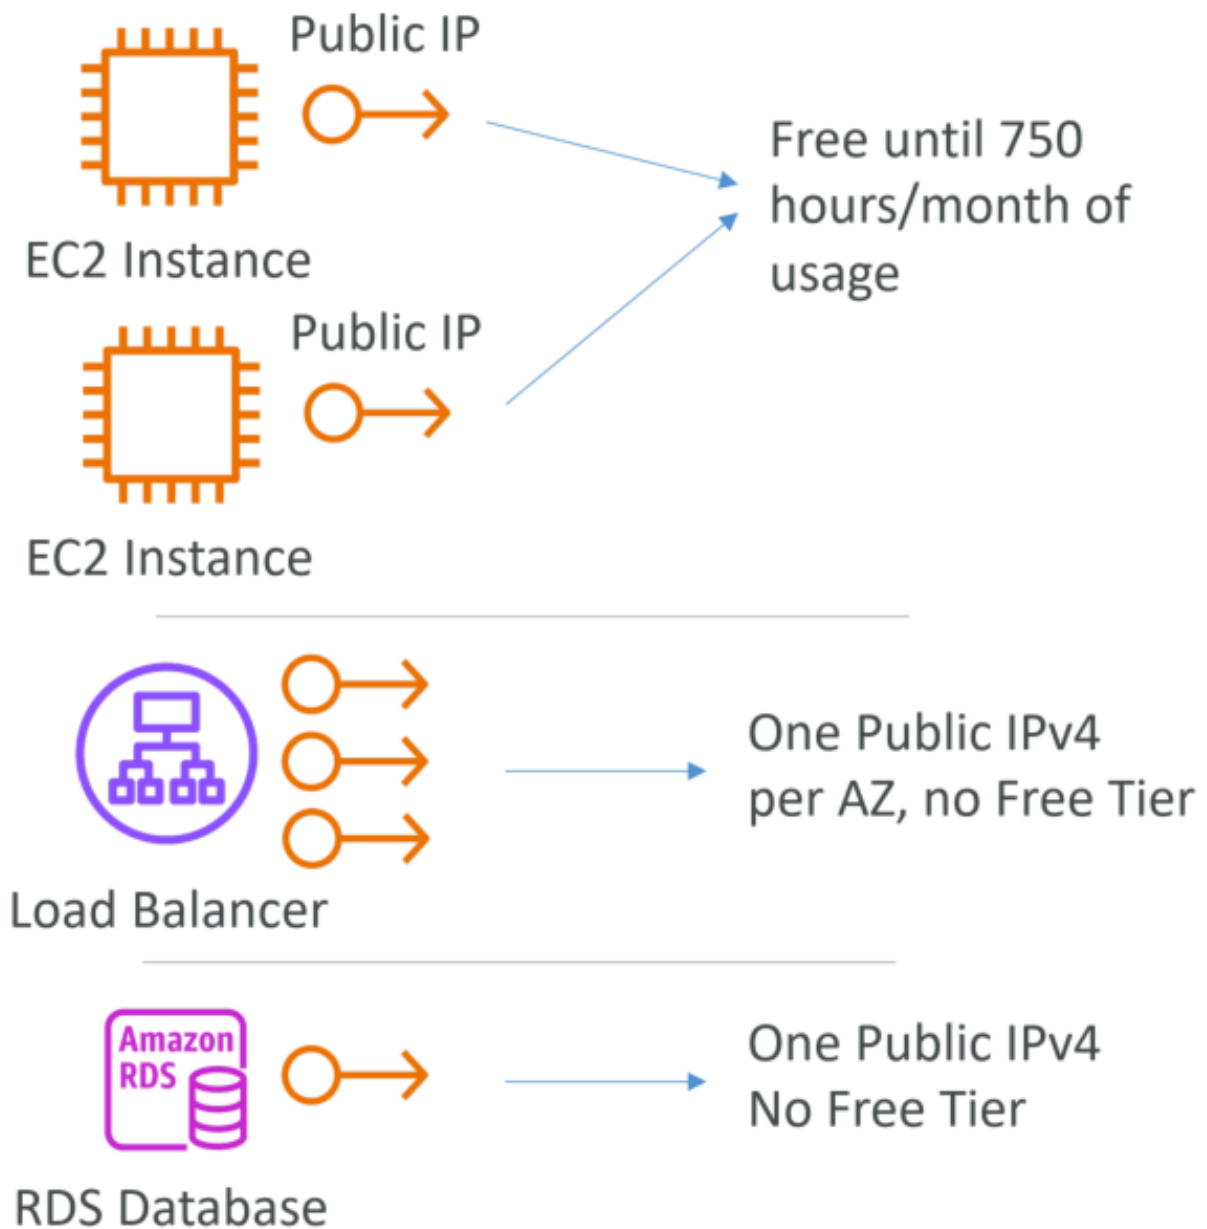 Public IP
EC2 Instance
Free until 750
hours/month of
usage
Public IP
EC2 Instance
Load Balancer
One Public IPv4
per AZ, no Free Tier
Amazon
RDS
RDS Database
One Public IPv4
No Free Tier